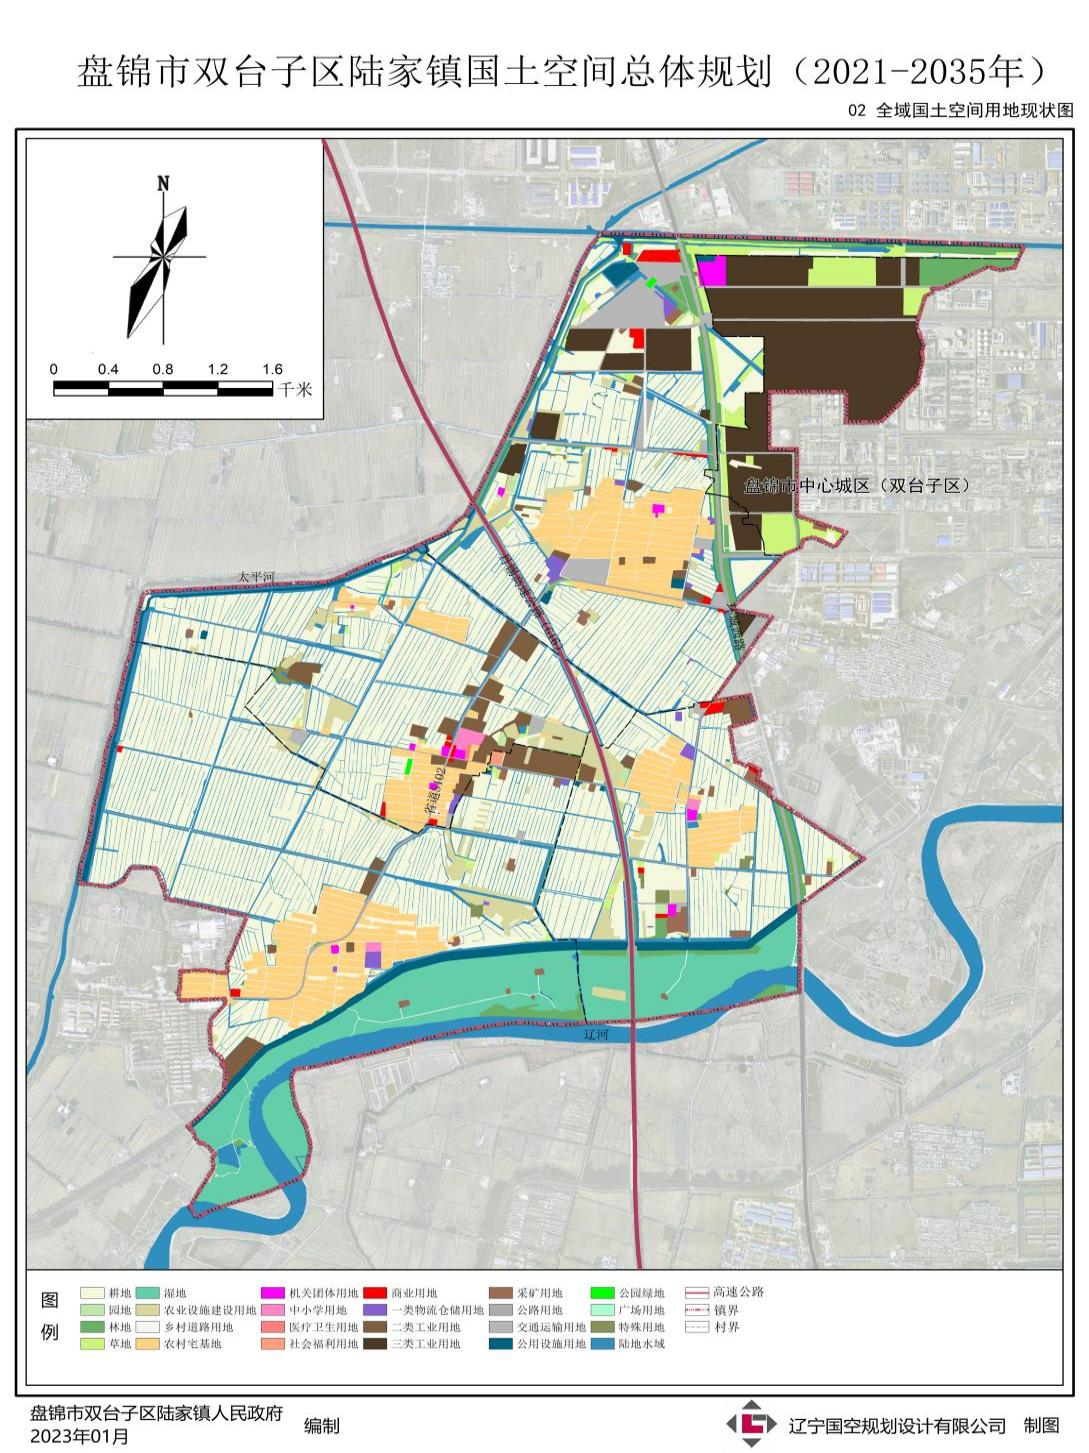 盘锦市双台子区陆家镇国土空间总体规划（2021-2035年）
02 全域国土空间用地现状图
N
0 0.4 0.8 1.2 1.6 千米
盘锦市中心城区（双台子区）
太平河
省道S102
辽河
图例
耕地 湿地 机关团体用地 商业用地 采矿用地 公园绿地 高速公路
园地 农业设施建设用地 中小学用地 一类物流仓储用地 公路用地 广场用地 镇界
林地 乡村道路用地 医疗卫生用地 二类工业用地 交通运输用地 特殊用地 村界
草地 农村宅基地 社会福利用地 三类工业用地 公用设施用地 陆地水域
盘锦市双台子区陆家镇人民政府 编制
2023年01月
辽宁国空规划设计有限公司 制图